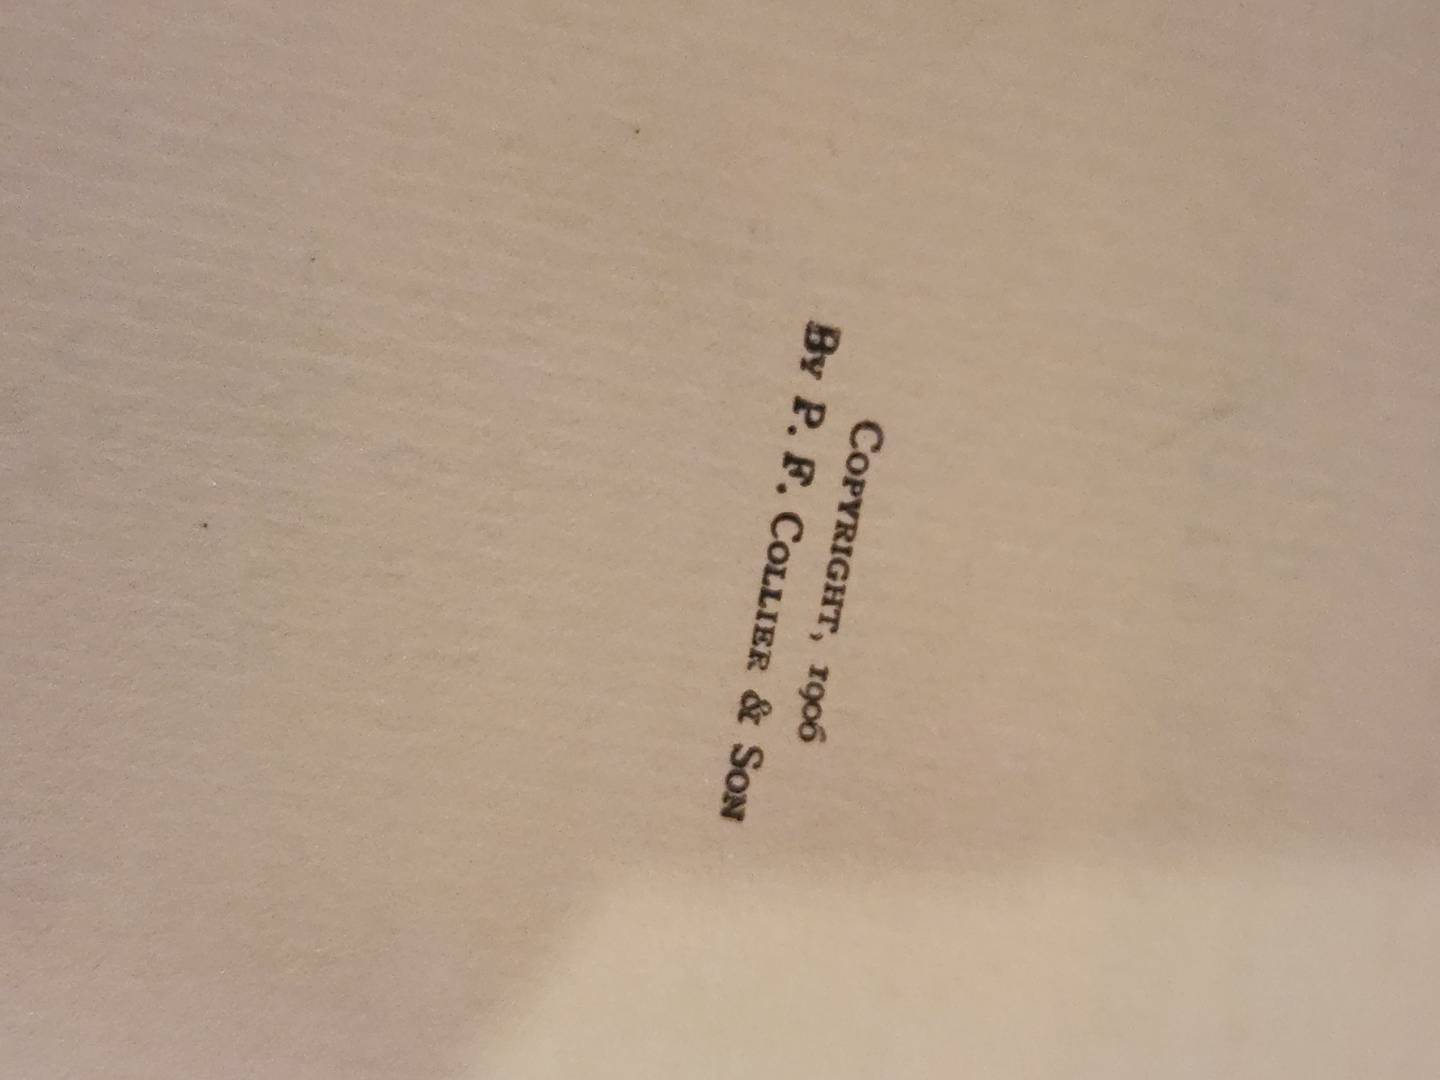 Copyright, 1906
By P. F. Collier & Son